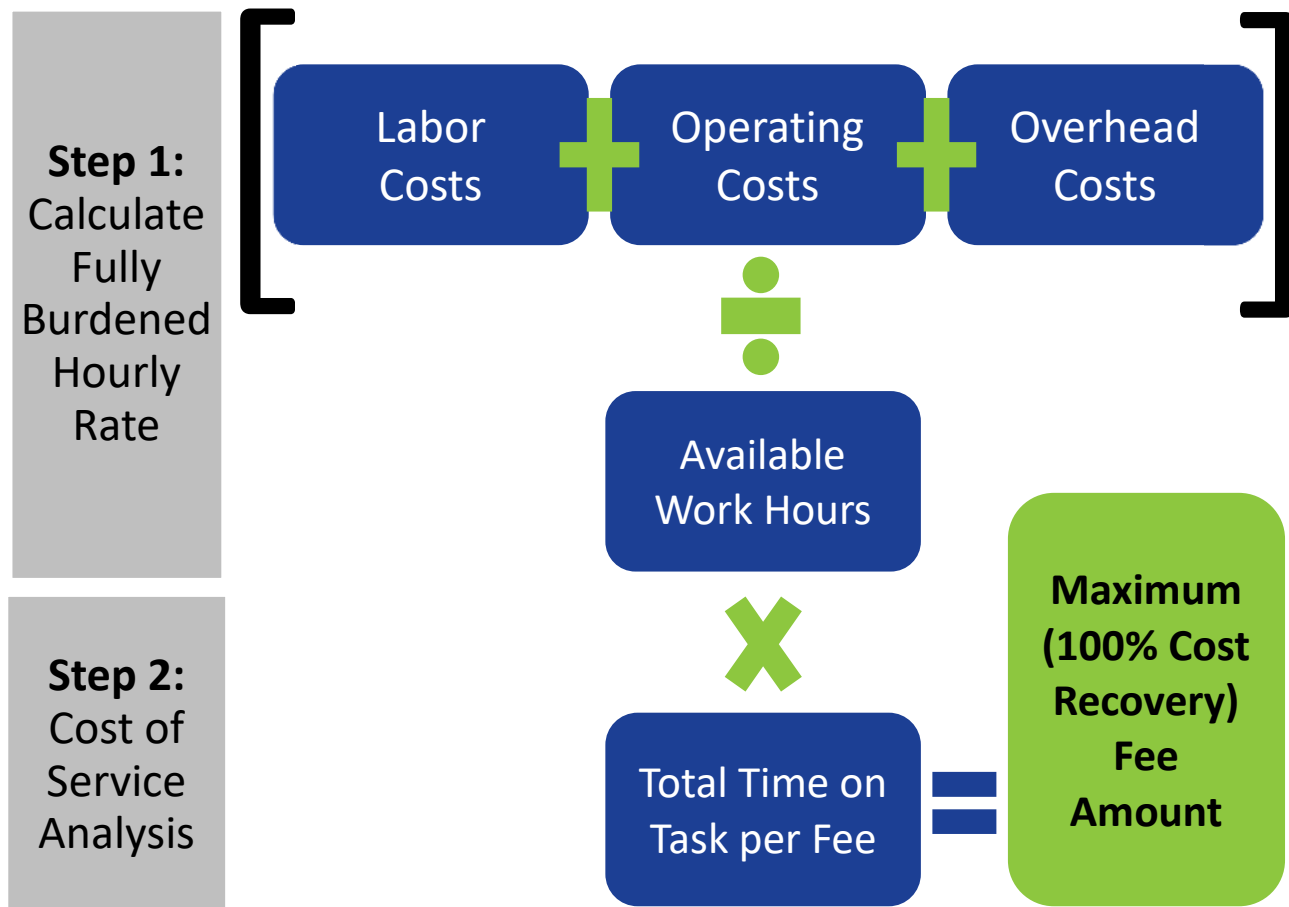 Step 1:
Calculate
Fully
Burdened
Hourly
Rate
Labor
Costs
Operating
Costs
Overhead
Costs
Available
Work Hours
Step 2:
Cost of
Service
Analysis
Total Time on
Task per Fee
Maximum
(100% Cost
Recovery)
Fee
Amount